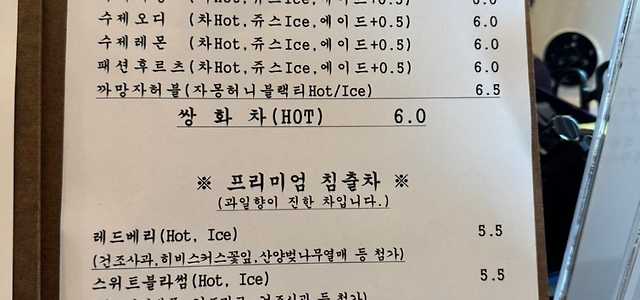 수제오디 (차Hot,쥬스Ice,에이드+0.5) 6.0
수제레몬 (차Hot,쥬스Ice,에이드+0.5) 6.0
패션후르츠(차Hot,쥬스Ice,에이드+0.5) 6.0
까망자허블(자몽허니블랙티Hot/Ice) 6.5
쌍 화 차(HOT) 6.0
※ 프리미엄 침출차 ※
(과일향이 진한 차입니다.)
레드베리(Hot, Ice) 5.5
(건조사과,히비스커스꽃잎,산양벚나무열매 등 첨가)
스위트블라썸(Hot, Ice) 5.5
건조사과 등 첨가)